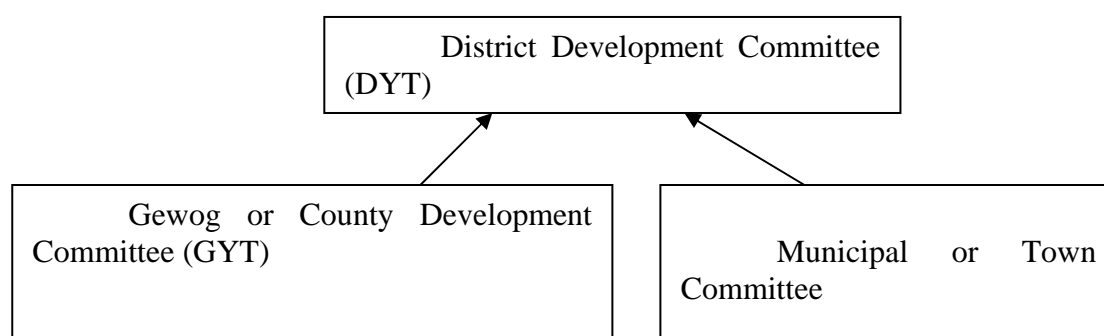 District Development Committee
(DYT)
Gewog or County Development
Committee (GYT)
Municipal or Town
Committee